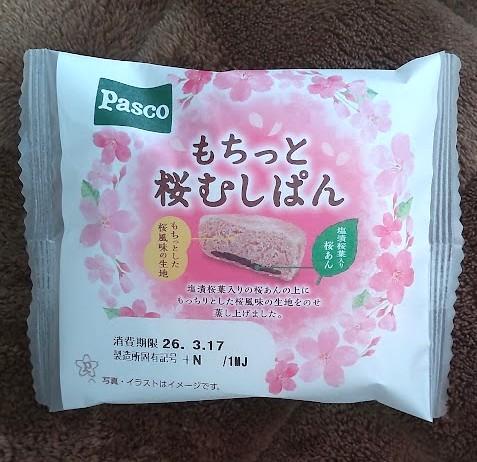 Pasco
もちっと
桜むしぱん
もちっとした
桜風味の生地
塩漬桜葉入り
桜あん
塩漬桜葉入りの桜あんの上に
もっちりとした桜風味の生地をのせ
蒸し上げました。
消費期限 26. 3.17
製造所固有記号 +N /1MJ
写真・イラストはイメージです。